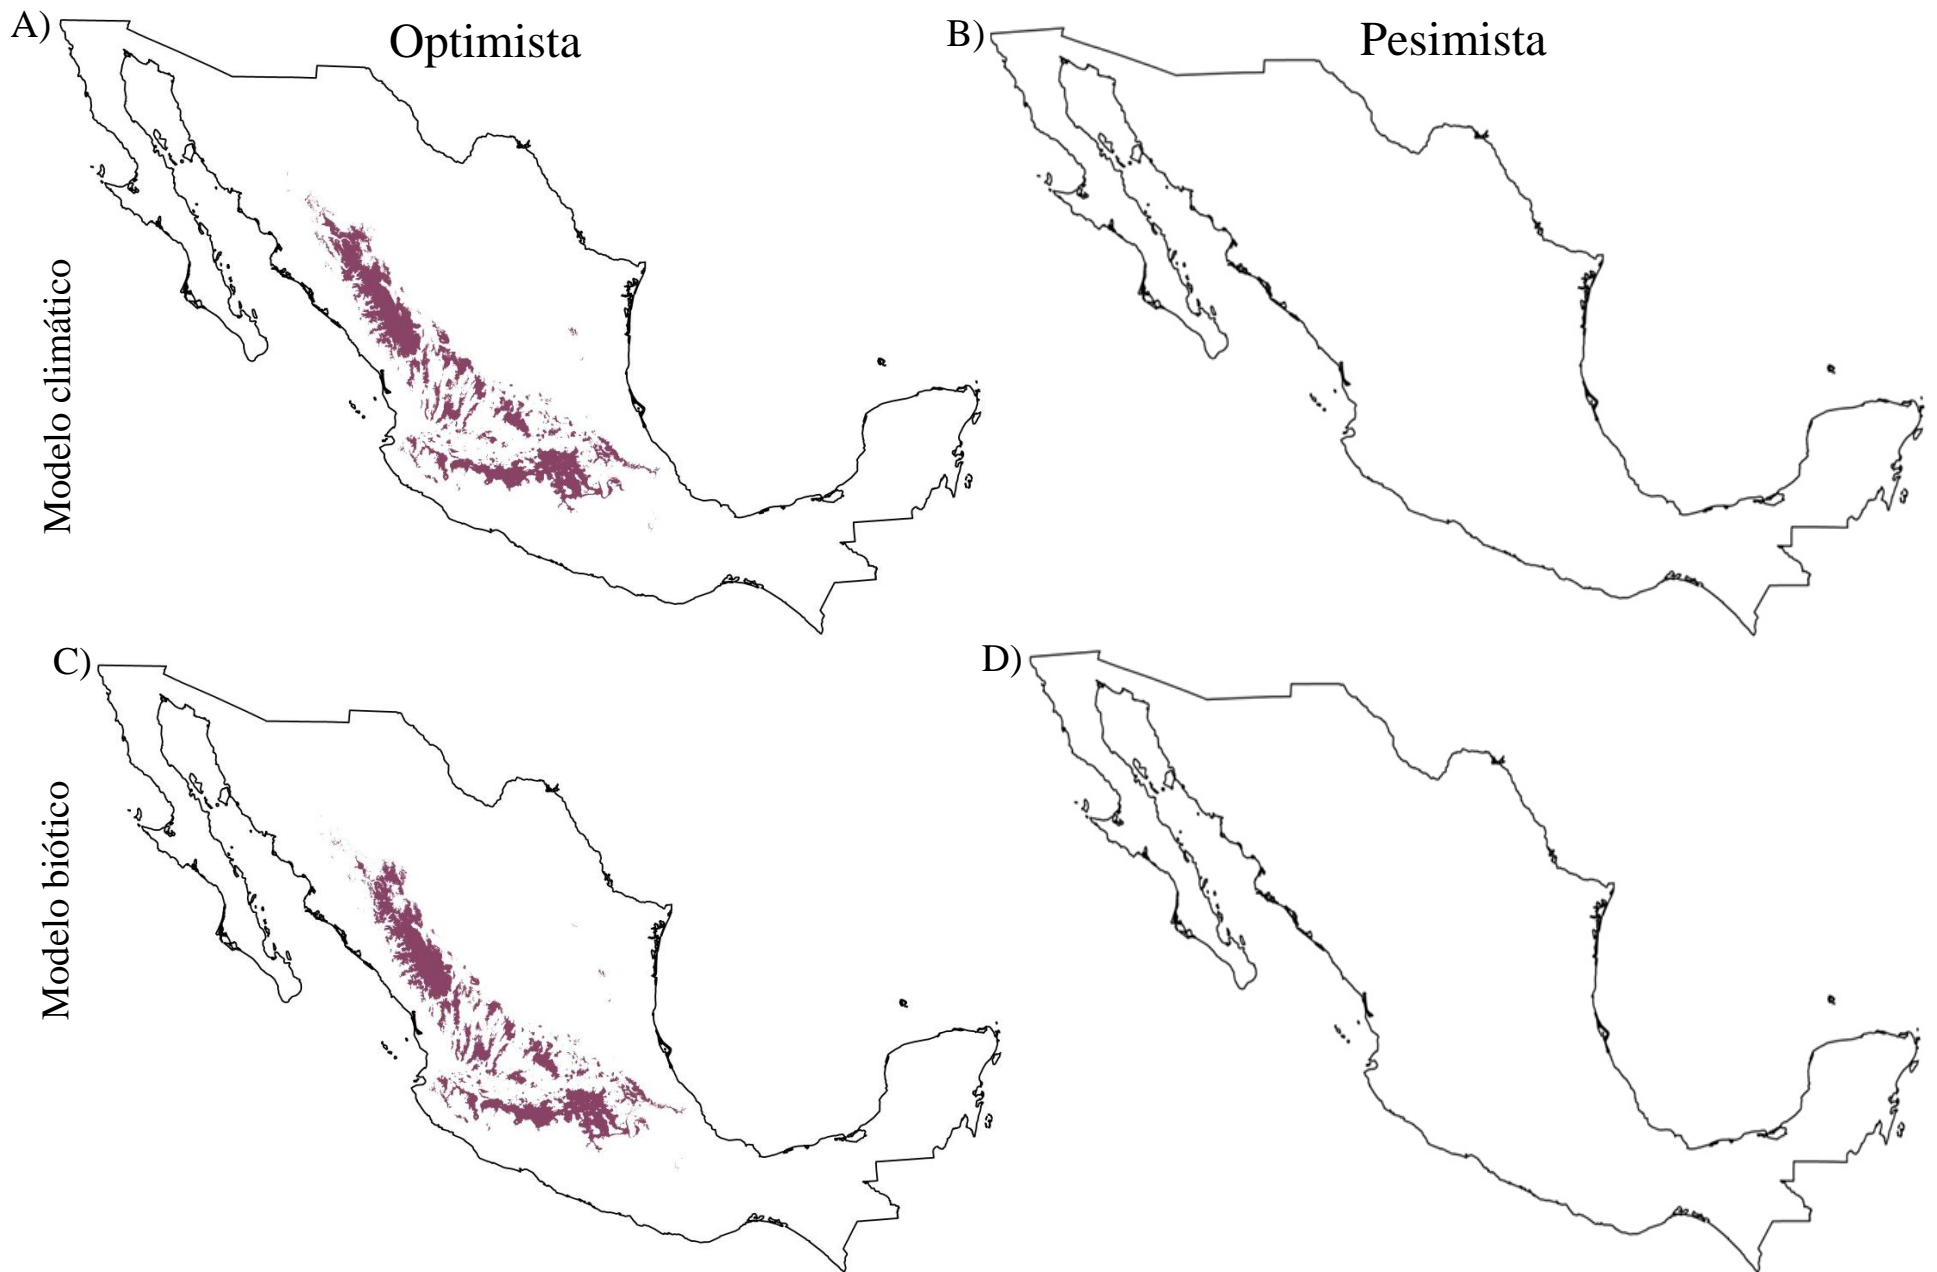 A)
Optimista
B)
Pesimista
Modelo climático
C)
D)
Modelo biótico